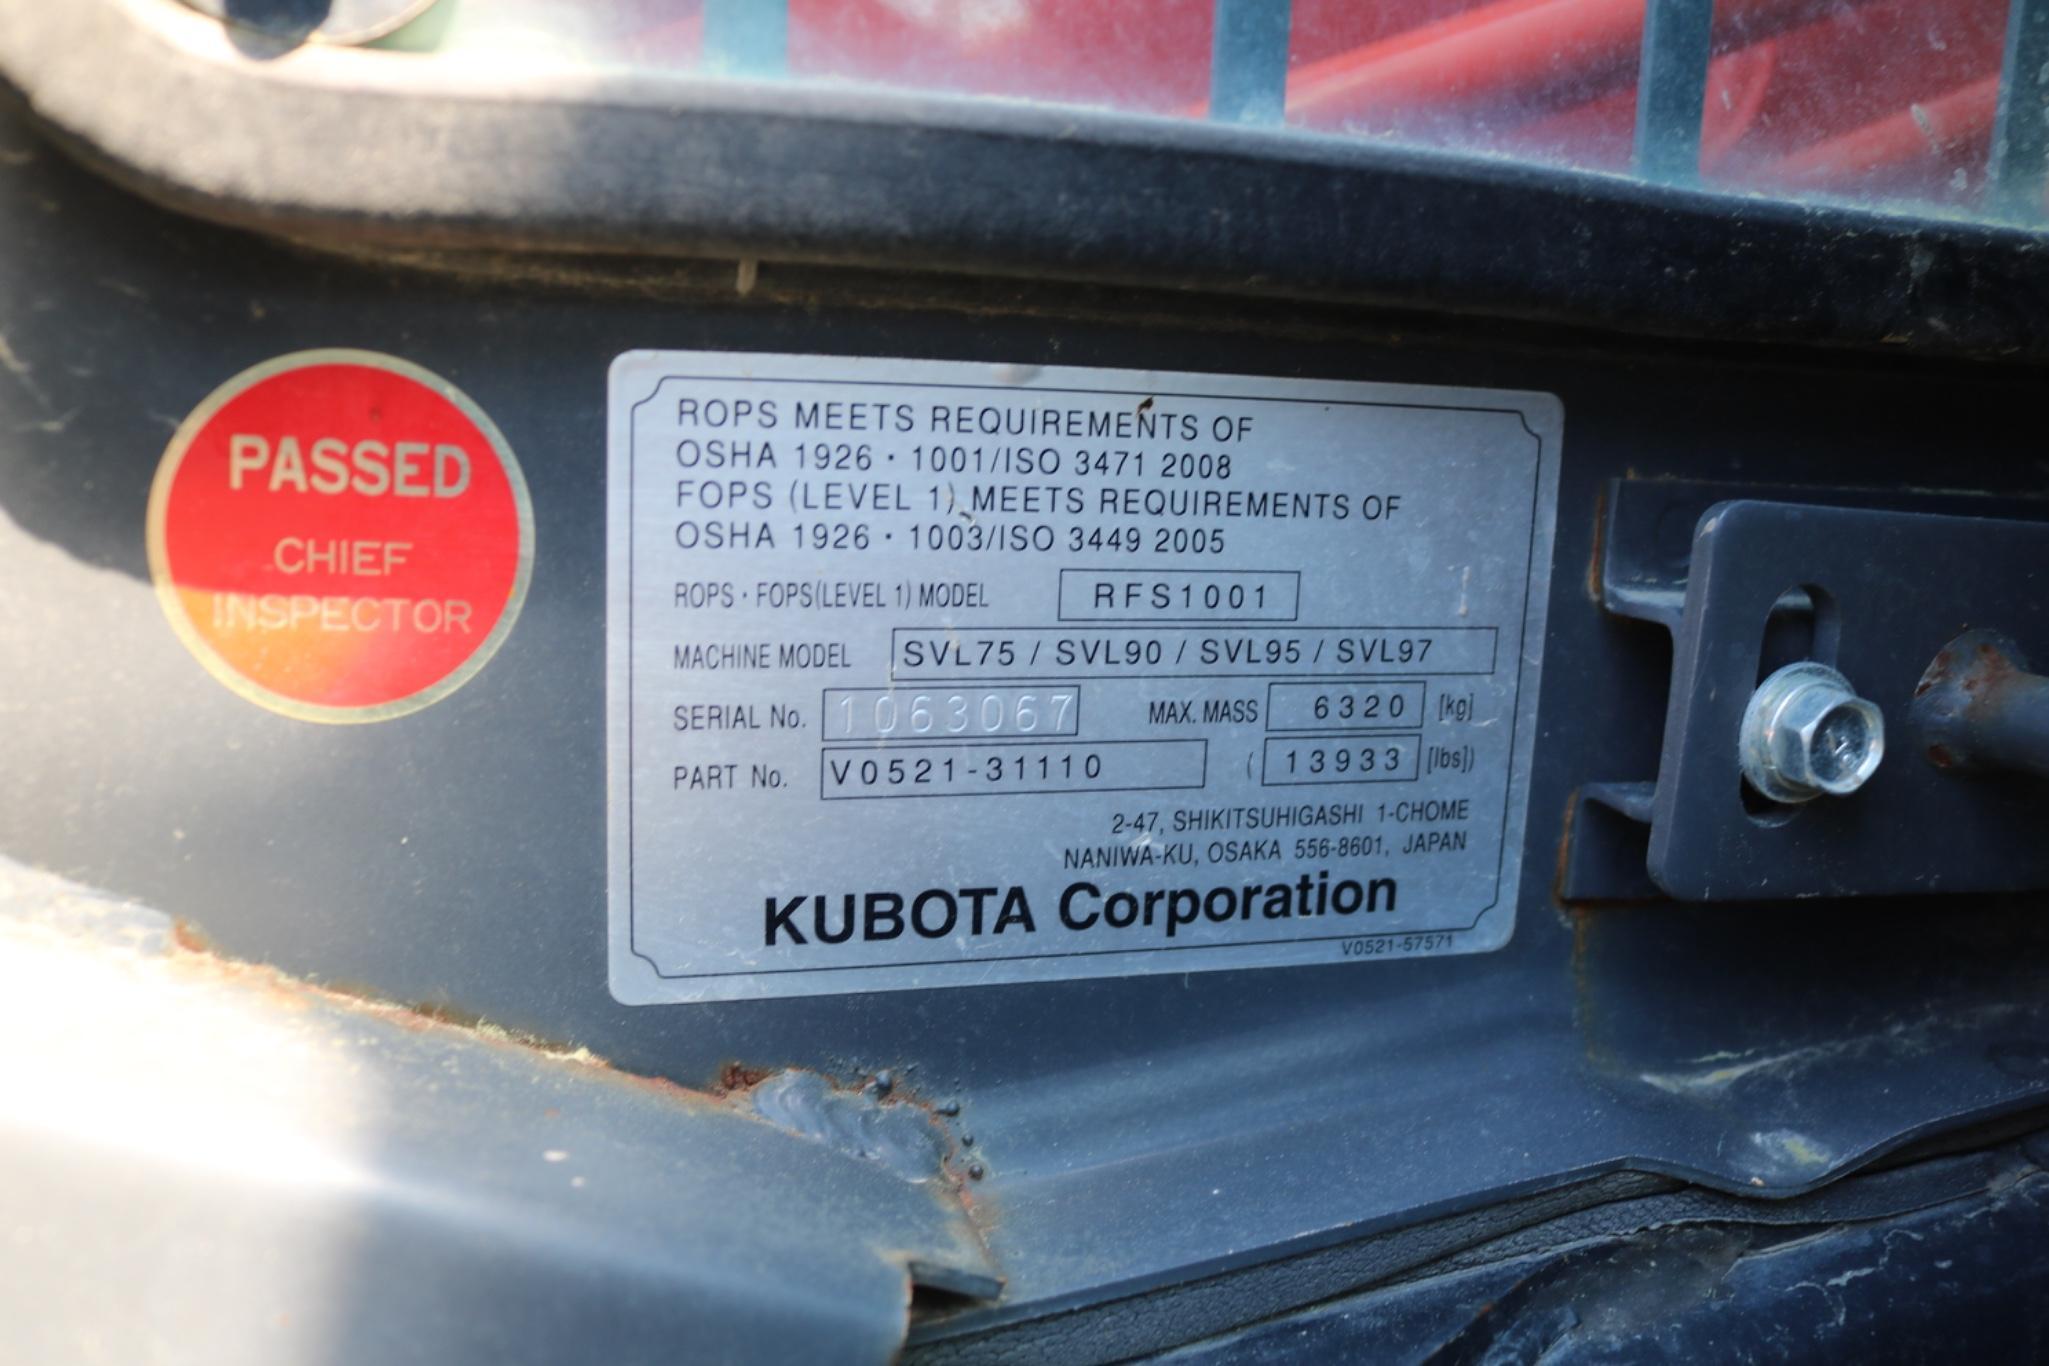 PASSED
CHIEF
INSPECTOR
ROPS MEETS REQUIREMENTS OF
OSHA 1926・1001/ISO 3471 2008
FOPS (LEVEL 1) MEETS REQUIREMENTS OF
OSHA 1926・1003/ISO 3449 2005
ROPS・FOPS(LEVEL 1) MODEL RFS1001
MACHINE MODEL SVL75 / SVL90 / SVL95 / SVL97
SERIAL No. 1063067 MAX. MASS 6320 [kg]
PART No. V0521-31110 ( 13933 [lbs])
2-47, SHIKITSUHIGASHI 1-CHOME
NANIWA-KU, OSAKA 556-8601, JAPAN
KUBOTA Corporation
V0521-57571